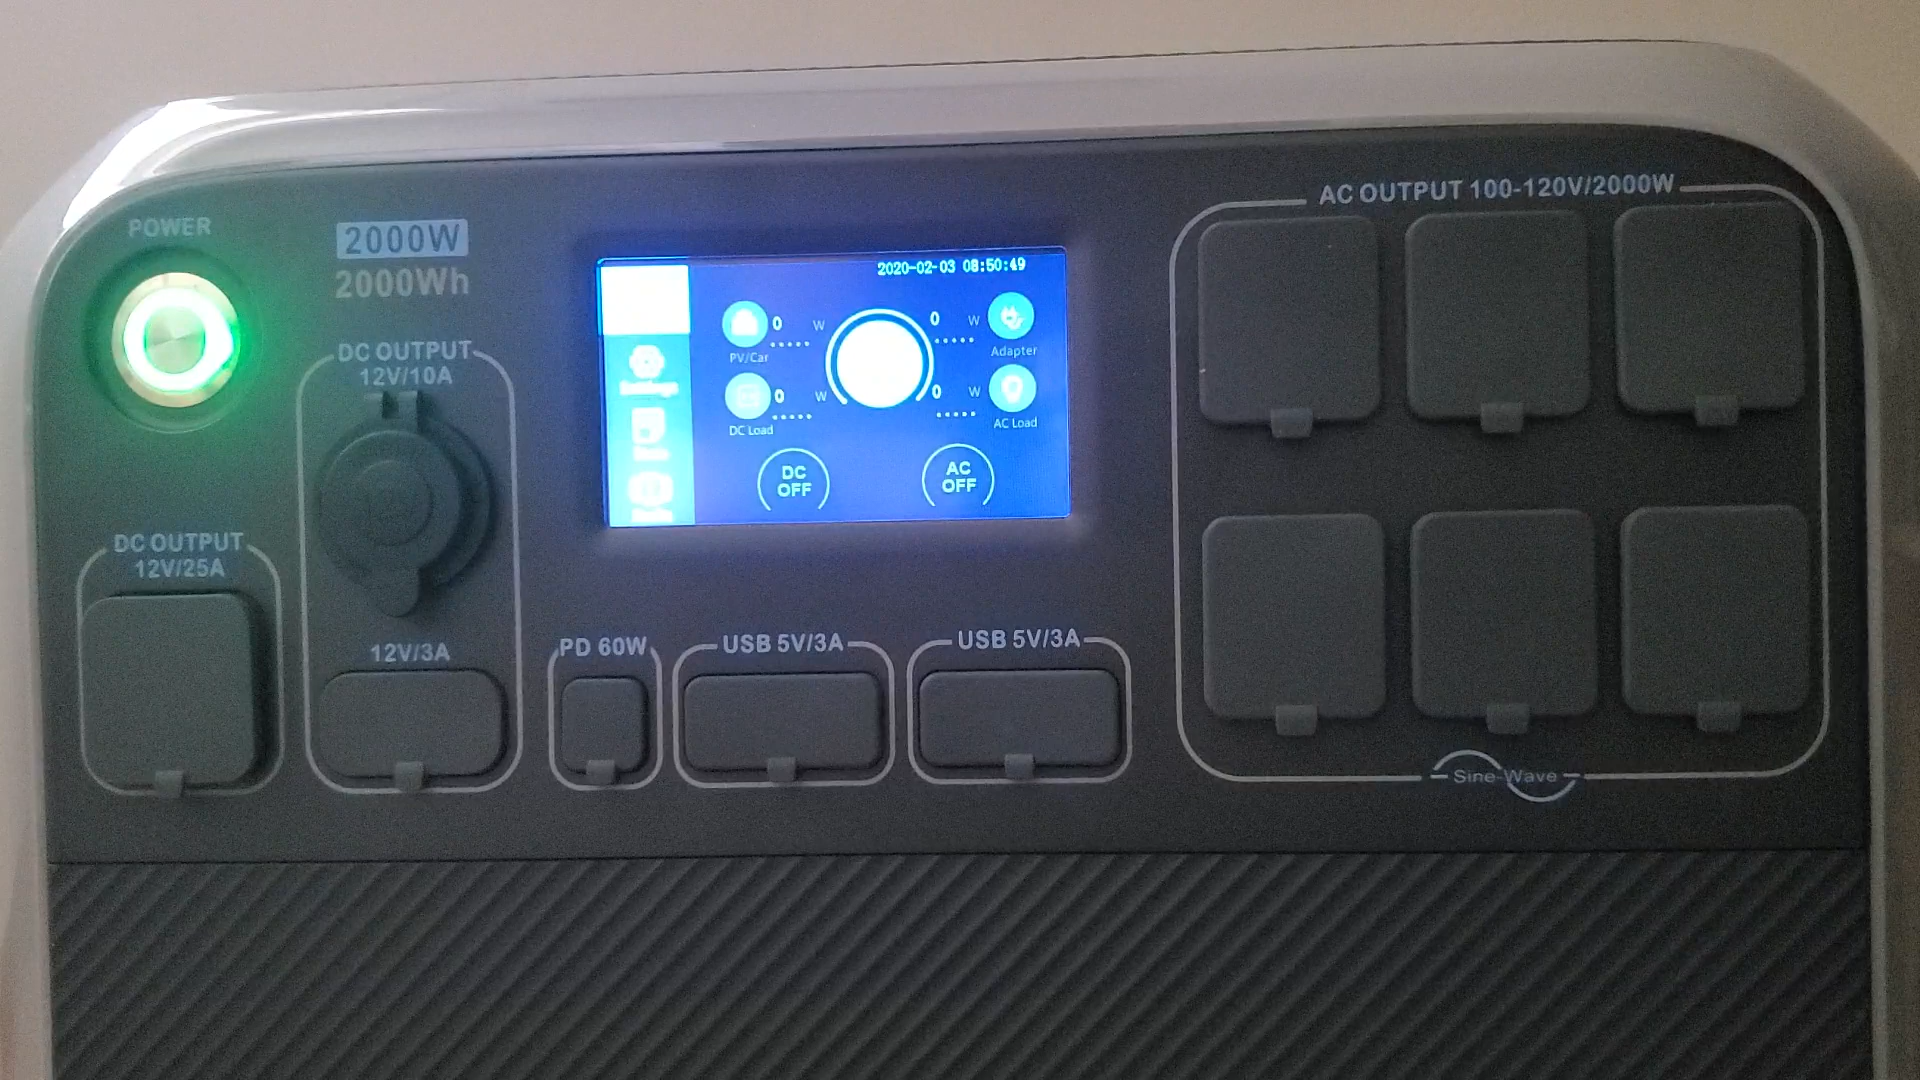 POWER
2000W
2000Wh
DC OUTPUT
12V/10A
DC OUTPUT
12V/25A
12V/3A
2020-02-03 08:50:49
0 W
PV/Car
0 W
Adapter
0 W
DC Load
0 W
AC Load
Settings
DC
OFF
AC
OFF
PD 60W
USB 5V/3A
USB 5V/3A
AC OUTPUT 100-120V/2000W
Sine-Wave